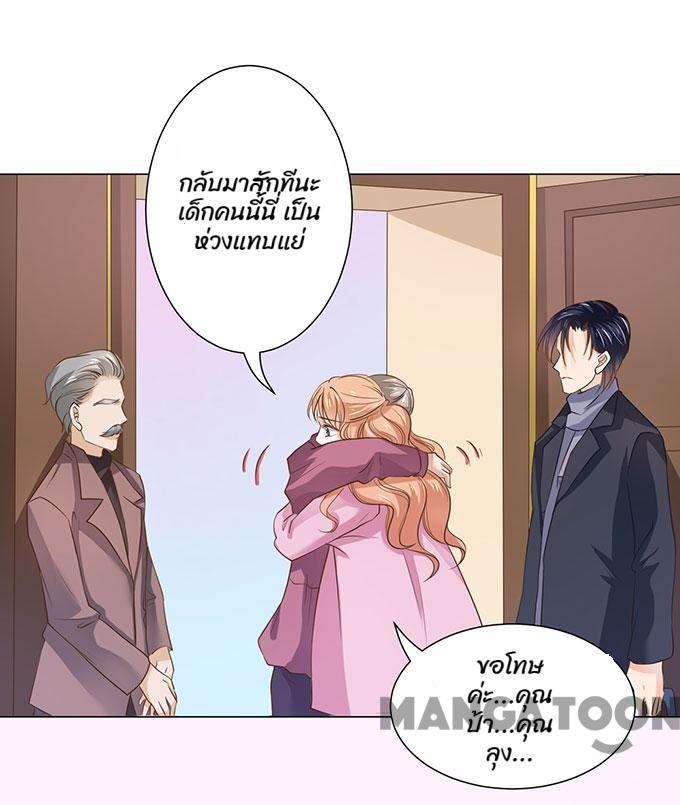 กลับมาสักทีนะ
เด็กคนนี้นี่ เป็น
ห่วงแทบแย่
ขอโทษ
ค่ะ...คุณ
ป้า...คุณ
ลุง...
MANGATOON